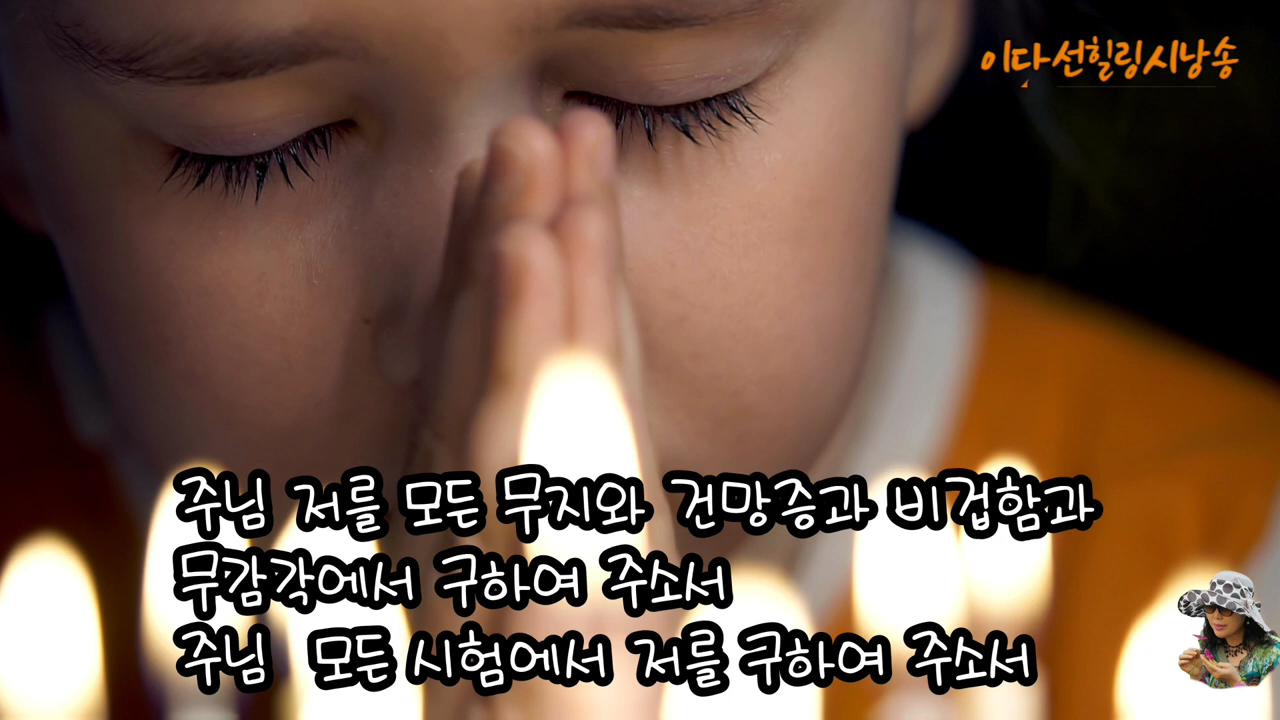 이다선힐링시낭송
주님 저를 모든 무지와 건망증과 비겁함과
무감각에서 구하여 주소서
주님 모든 시험에서 저를 구하여 주소서